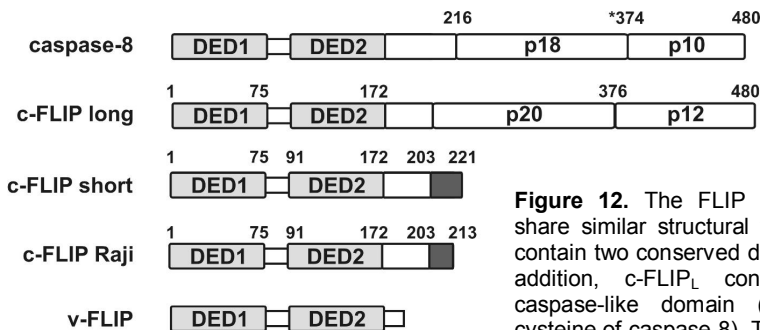 216 *374 480
caspase-8 DED1 DED2 p18 p10
1 75 172 376 480
c-FLIP long DED1 DED2 p20 p12
1 75 91 172 203 221
c-FLIP short DED1 DED2
1 75 91 172 203 213
c-FLIP Raji DED1 DED2
v-FLIP DED1 DED2
Figure 12. The FLIP
share similar structural
contain two conserved d
addition, c-FLIPL con
caspase-like domain (
cysteine of caspase 8). T